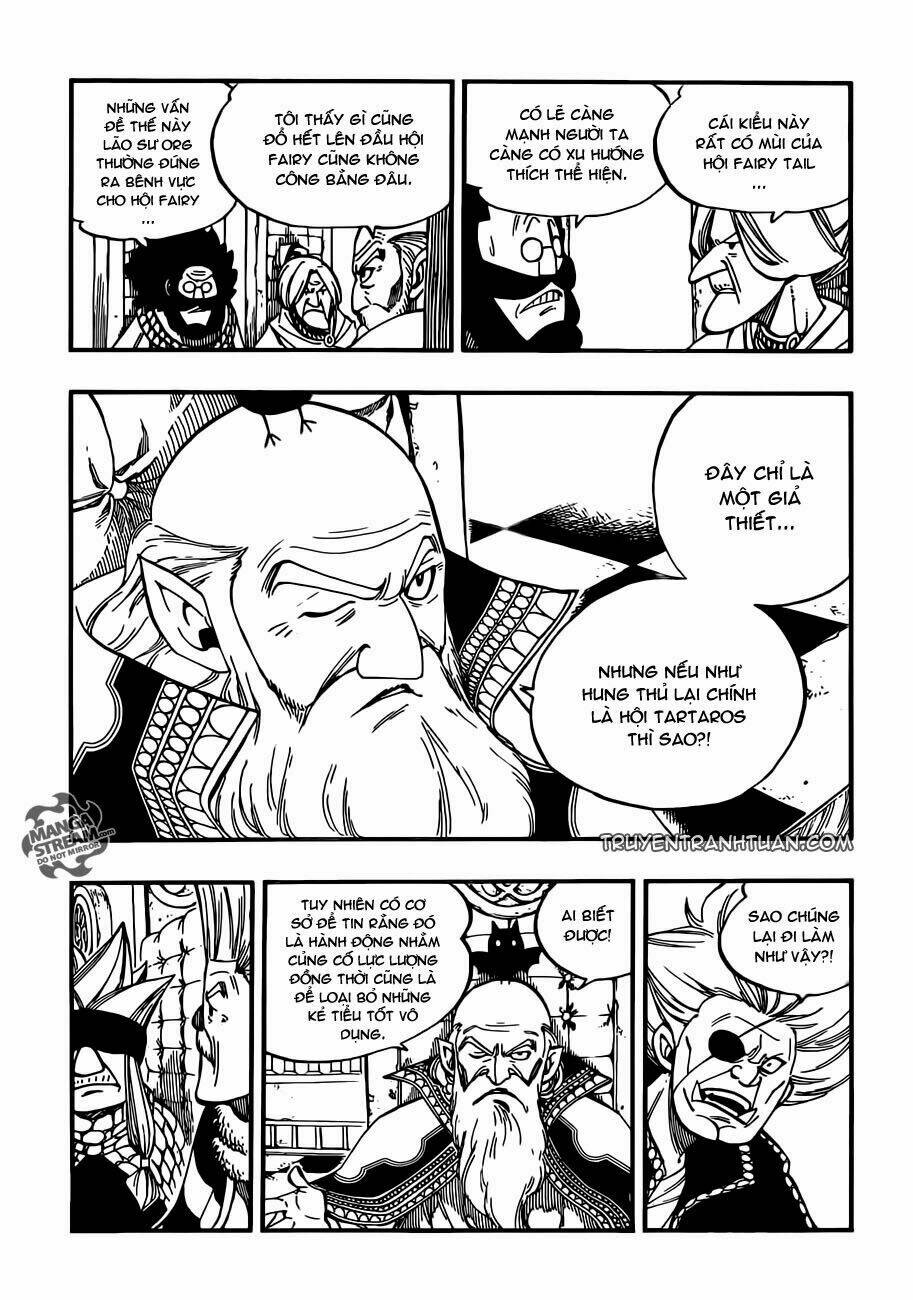 CÁI KIỂU NÀY
RẤT CÓ MÙI CỦA
HỘI FAIRY TAIL
...
CÓ LẼ CÀNG
MẠNH NGƯỜI TA
CÀNG CÓ XU HƯỚNG
THÍCH THỂ HIỆN.
TÔI THẤY GÌ CŨNG
ĐỔ HẾT LÊN ĐẦU HỘI
FAIRY CŨNG KHÔNG
CÔNG BẰNG ĐÂU.
NHỮNG VẤN
ĐỀ THẾ NÀY
LÃO SƯ ORG
THƯỜNG ĐỨNG
RA BÊNH VỰC
CHO HỘI FAIRY
...
ĐÂY CHỈ LÀ
MỘT GIẢ
THIẾT...
NHƯNG NẾU NHƯ
HUNG THỦ LẠI CHÍNH
LÀ HỘI TARTAROS
THÌ SAO?!
MANGA
STREAM.com
DO NOT MIRROR!
TRUYENTRANHTUAN.COM
SAO CHÚNG
LẠI ĐI LÀM
NHƯ VẬY?!
AI BIẾT
ĐƯỢC!
TUY NHIÊN CÓ CƠ
SỞ ĐỂ TIN RẰNG ĐÓ
LÀ HÀNH ĐỘNG NHẰM
CỦNG CỐ LỰC LƯỢNG
ĐỒNG THỜI CŨNG LÀ
ĐỂ LOẠI BỎ NHỮNG
KẺ TIỂU TỐT VÔ
DỤNG.